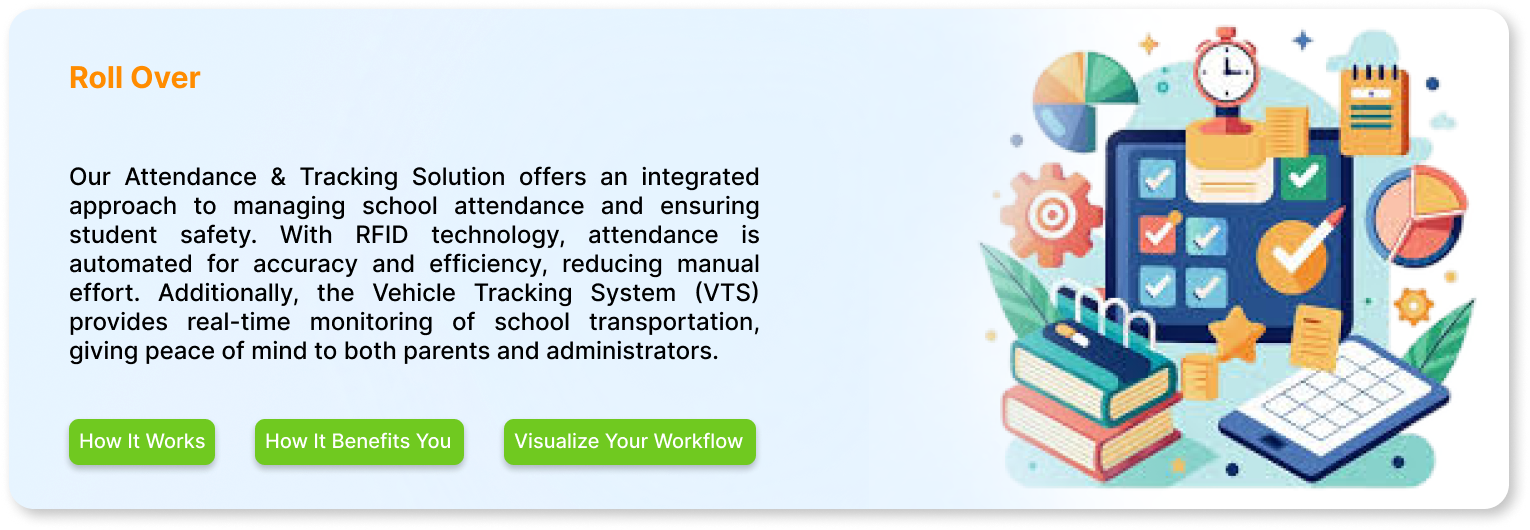 Roll Over
Our Attendance & Tracking Solution offers an integrated
approach to managing school attendance and ensuring
student safety. With RFID technology, attendance is
automated for accuracy and efficiency, reducing manual
effort. Additionally, the Vehicle Tracking System (VTS)
provides real-time monitoring of school transportation,
giving peace of mind to both parents and administrators.
How It Works
How It Benefits You
Visualize Your Workflow